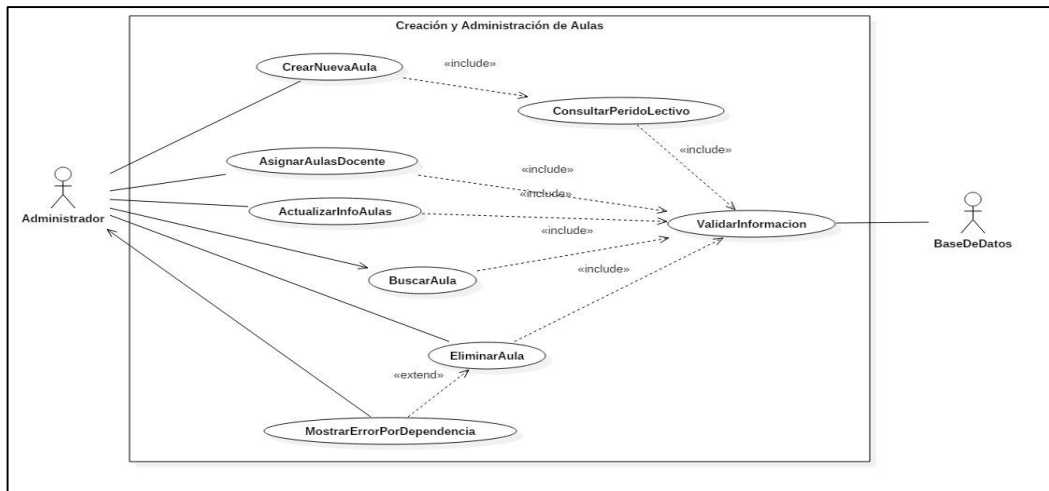 Creación y Administración de Aulas
CrearNuevaAula
«include»
ConsultarPeridoLectivo
«include»
AsignarAulasDocente
«include»
ActualizarInfoAulas
«include»
ValidarInformacion
Administrador
BaseDeDatos
«include»
BuscarAula
«include»
EliminarAula
«extend»
MostrarErrorPorDependencia